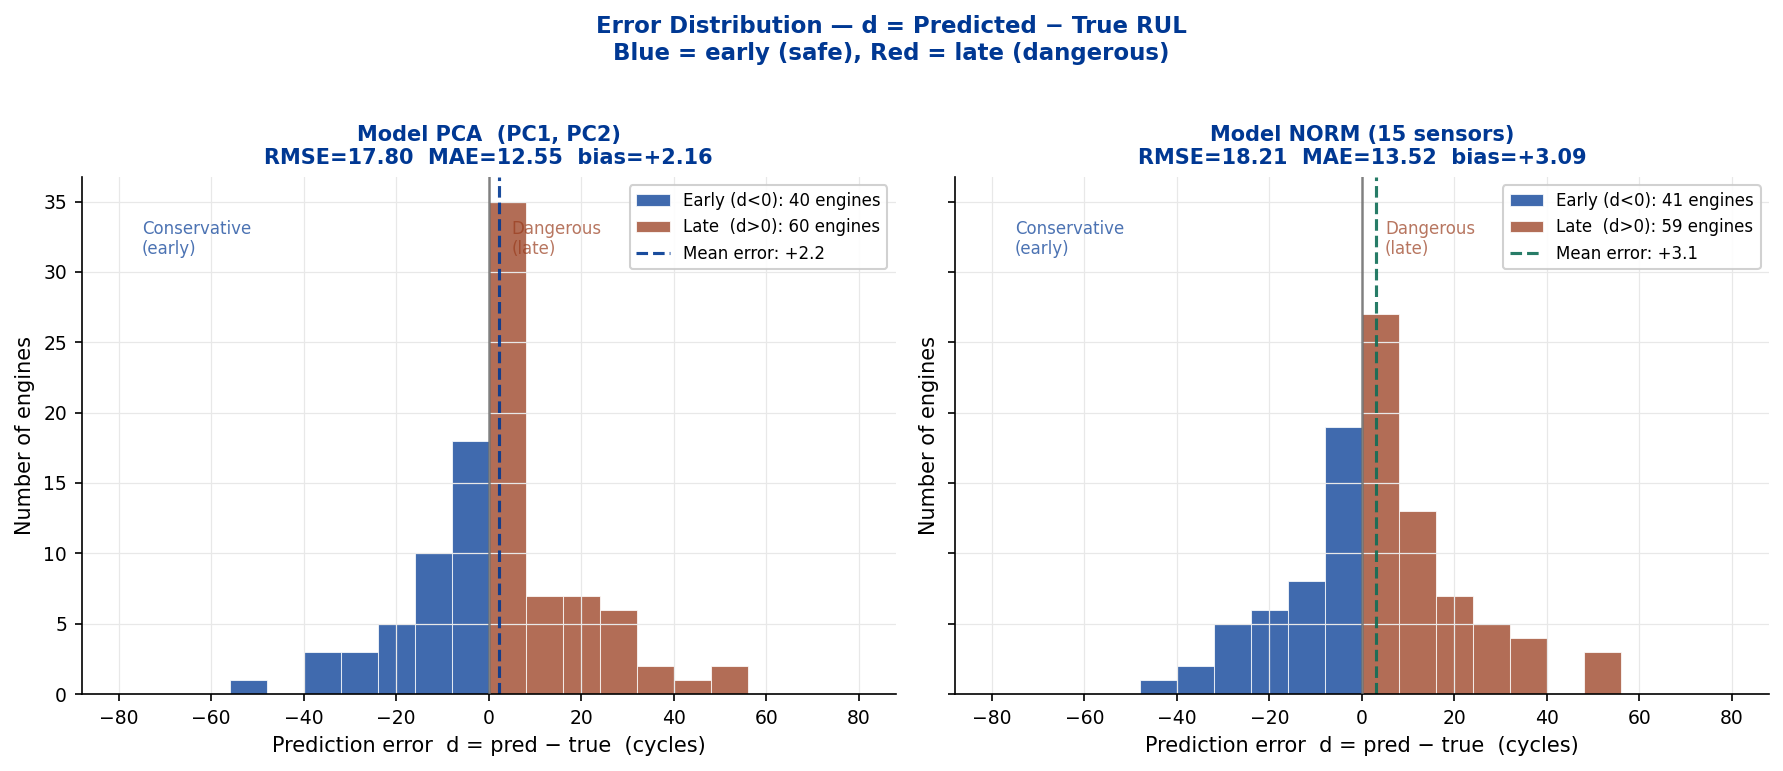 Error Distribution — d = Predicted − True RUL
Blue = early (safe), Red = late (dangerous)
Model PCA  (PC1, PC2)
RMSE=17.80  MAE=12.55  bias=+2.16
Early (d<0): 40 engines
Late  (d>0): 60 engines
Mean error: +2.2
Conservative
(early)
Dangerous
(late)
Number of engines
35
30
25
20
15
10
5
0
−80 −60 −40 −20 0 20 40 60 80
Prediction error  d = pred − true  (cycles)
Model NORM (15 sensors)
RMSE=18.21  MAE=13.52  bias=+3.09
Early (d<0): 41 engines
Late  (d>0): 59 engines
Mean error: +3.1
Conservative
(early)
Dangerous
(late)
Number of engines
−80 −60 −40 −20 0 20 40 60 80
Prediction error  d = pred − true  (cycles)